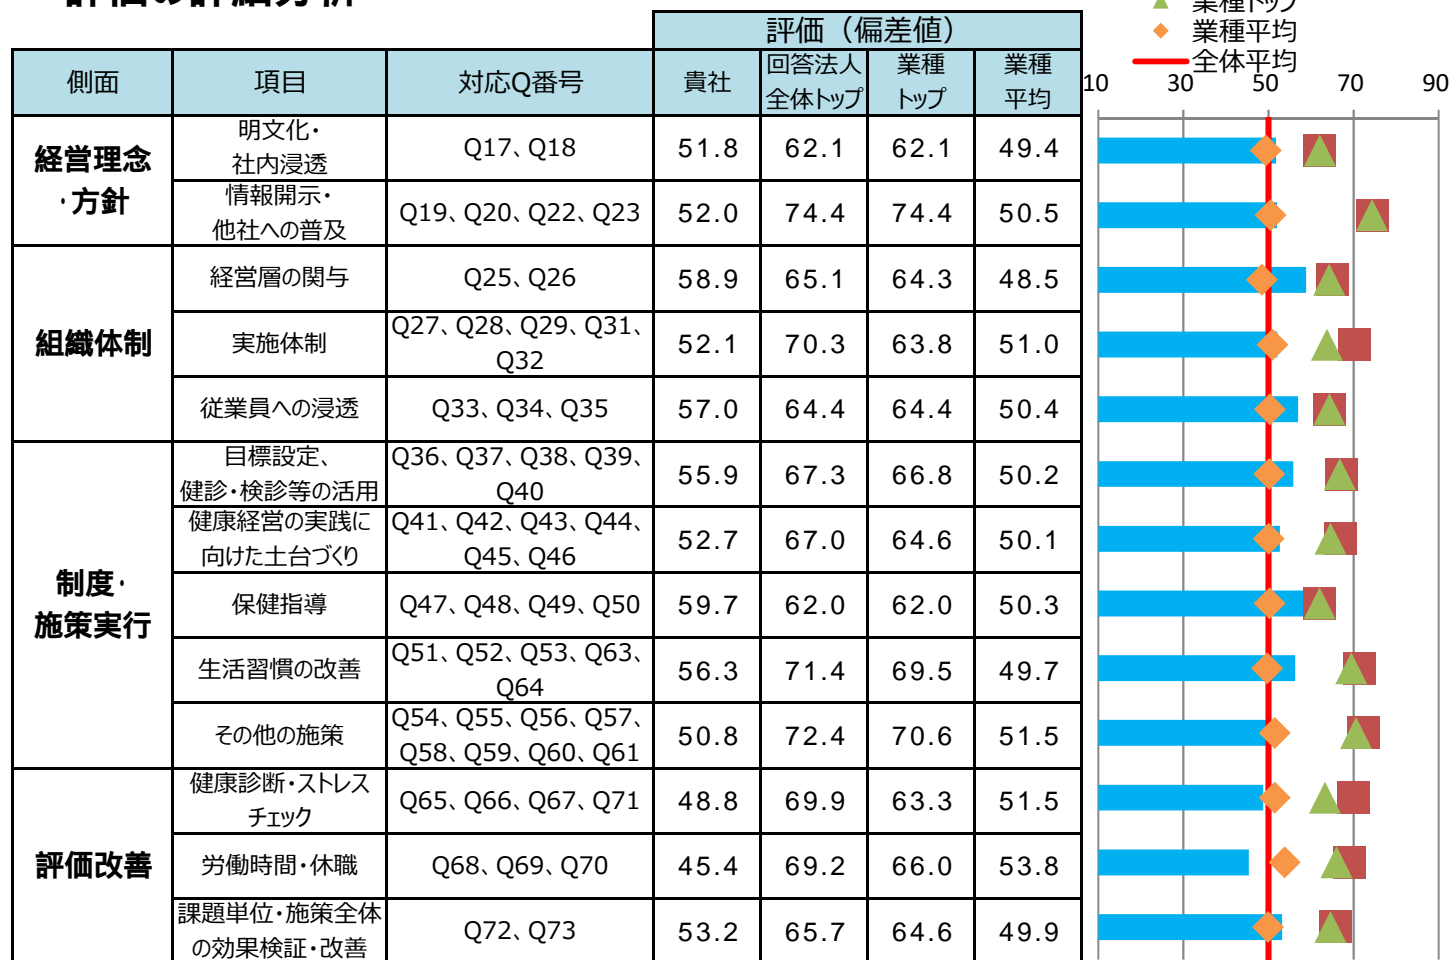 評価の詳細分析
業種トップ
業種平均
全体平均
評価（偏差値）
側面 項目 対応Q番号 貴社 回答法人全体トップ 業種トップ 業種平均
10 30 50 70 90
経営理念・方針
明文化・社内浸透 Q17、Q18 51.8 62.1 62.1 49.4
情報開示・他社への普及 Q19、Q20、Q22、Q23 52.0 74.4 74.4 50.5
組織体制
経営層の関与 Q25、Q26 58.9 65.1 64.3 48.5
実施体制 Q27、Q28、Q29、Q31、Q32 52.1 70.3 63.8 51.0
従業員への浸透 Q33、Q34、Q35 57.0 64.4 64.4 50.4
制度・施策実行
目標設定、健診・検診等の活用 Q36、Q37、Q38、Q39、Q40 55.9 67.3 66.8 50.2
健康経営の実践に向けた土台づくり Q41、Q42、Q43、Q44、Q45、Q46 52.7 67.0 64.6 50.1
保健指導 Q47、Q48、Q49、Q50 59.7 62.0 62.0 50.3
生活習慣の改善 Q51、Q52、Q53、Q63、Q64 56.3 71.4 69.5 49.7
その他の施策 Q54、Q55、Q56、Q57、Q58、Q59、Q60、Q61 50.8 72.4 70.6 51.5
評価改善
健康診断・ストレスチェック Q65、Q66、Q67、Q71 48.8 69.9 63.3 51.5
労働時間・休職 Q68、Q69、Q70 45.4 69.2 66.0 53.8
課題単位・施策全体の効果検証・改善 Q72、Q73 53.2 65.7 64.6 49.9